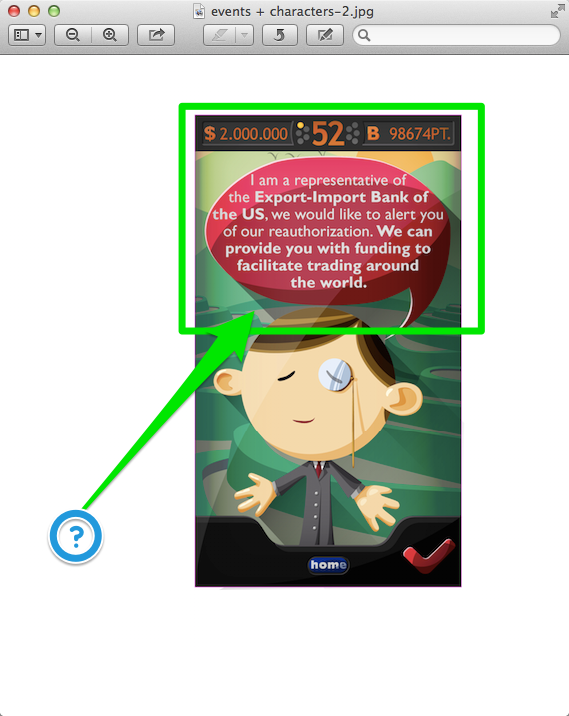 events + characters-2.jpg
$ 2.000.000 52 B 98674PT.
I am a representative of
the Export-Import Bank of
the US, we would like to alert you
of our reauthorization. We can
provide you with funding to
facilitate trading around
the world.
?
home